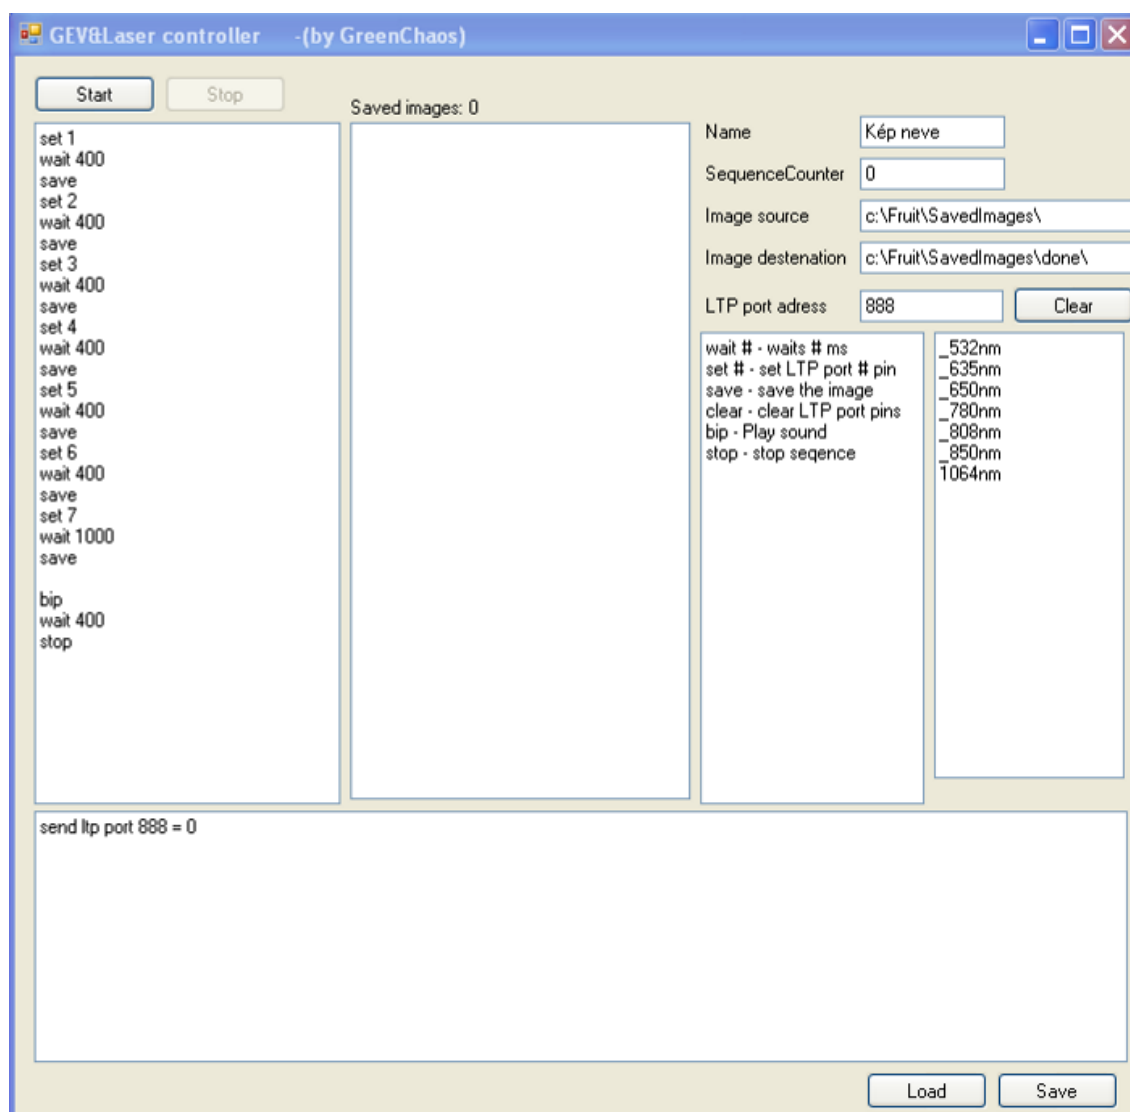 GEV&Laser controller -(by GreenChaos)
Start
Stop
Saved images: 0
set 1
wait 400
save
set 2
wait 400
save
set 3
wait 400
save
set 4
wait 400
save
set 5
wait 400
save
set 6
wait 400
save
set 7
wait 1000
save
bip
wait 400
stop
Name Kép neve
SequenceCounter 0
Image source c:\Fruit\SavedImages\
Image destenation c:\Fruit\SavedImages\done\
LTP port adress 888 Clear
wait # - waits # ms
set # - set LTP port # pin
save - save the image
clear - clear LTP port pins
bip - Play sound
stop - stop seqence
_532nm
_635nm
_650nm
_780nm
_808nm
_850nm
1064nm
send ltp port 888 = 0
Load
Save